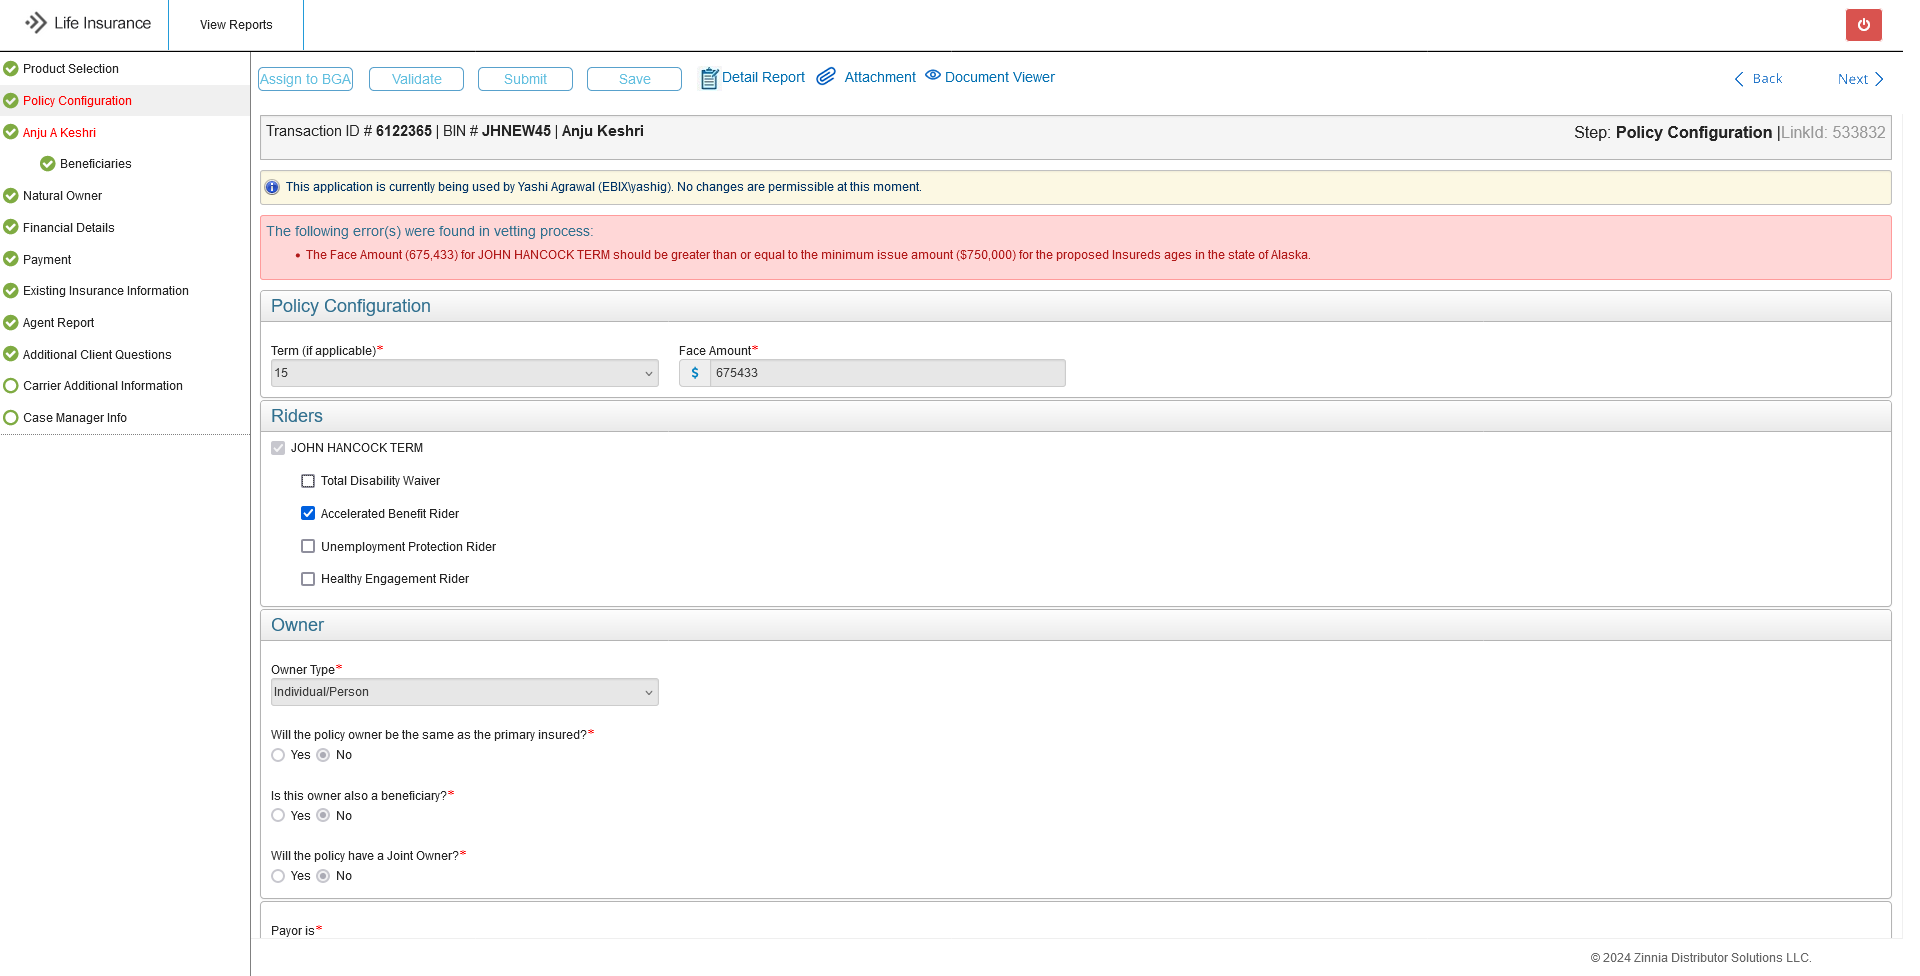 Life Insurance
View Reports
Product Selection
Policy Configuration
Anju A Keshri
Beneficiaries
Natural Owner
Financial Details
Payment
Existing Insurance Information
Agent Report
Additional Client Questions
Carrier Additional Information
Case Manager Info
Assign to BGA Validate Submit Save Detail Report Attachment Document Viewer Back Next
Transaction ID # 6122365 | BIN # JHNEW45 | Anju Keshri Step: Policy Configuration |LinkId: 533832
This application is currently being used by Yashi Agrawal (EBIX\yashig). No changes are permissible at this moment.
The following error(s) were found in vetting process:
• The Face Amount (675,433) for JOHN HANCOCK TERM should be greater than or equal to the minimum issue amount ($750,000) for the proposed Insureds ages in the state of Alaska.
Policy Configuration
Term (if applicable)* Face Amount*
15 $ 675433
Riders
JOHN HANCOCK TERM
Total Disability Waiver
Accelerated Benefit Rider
Unemployment Protection Rider
Healthy Engagement Rider
Owner
Owner Type*
Individual/Person
Will the policy owner be the same as the primary insured?*
Yes No
Is this owner also a beneficiary?*
Yes No
Will the policy have a Joint Owner?*
Yes No
Payor is*
© 2024 Zinnia Distributor Solutions LLC.